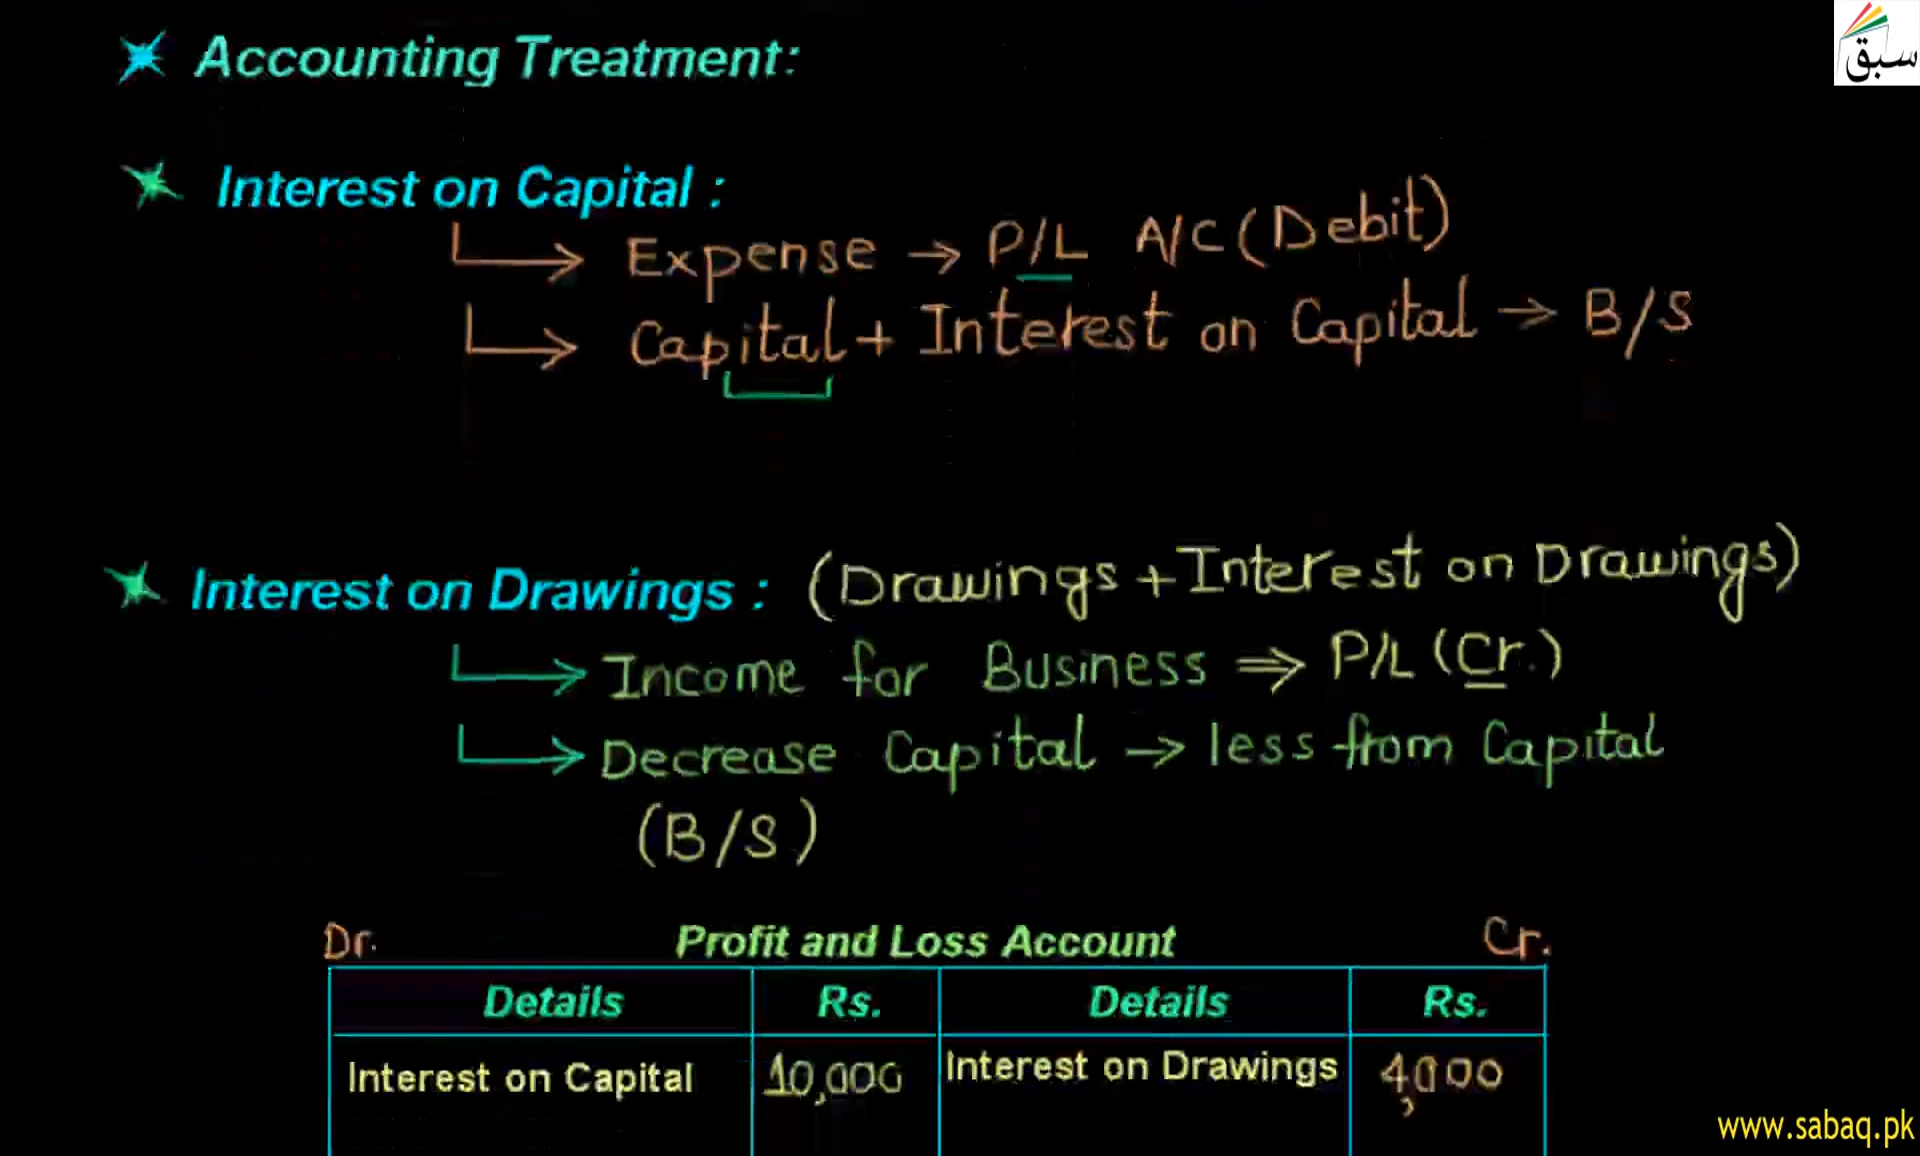 Accounting Treatment:
سبق
Interest on Capital :
Expense → P/L A/C (Debit)
Capital + Interest on Capital → B/S
Interest on Drawings : (Drawings + Interest on Drawings)
Income for Business ⇒ P/L (Cr.)
Decrease Capital → less from Capital
(B/S)
Dr. Profit and Loss Account Cr.
Details Rs. Details Rs.
Interest on Capital 10,000 Interest on Drawings 4,000
www.sabaq.pk